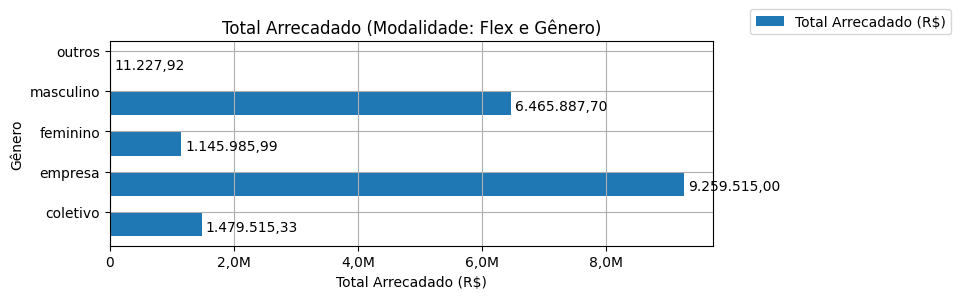 Total Arrecadado (R$)
Total Arrecadado (Modalidade: Flex e Gênero)
Gênero
outros
11.227,92
masculino
6.465.887,70
feminino
1.145.985,99
empresa
9.259.515,00
coletivo
1.479.515,33
0 2,0M 4,0M 6,0M 8,0M
Total Arrecadado (R$)